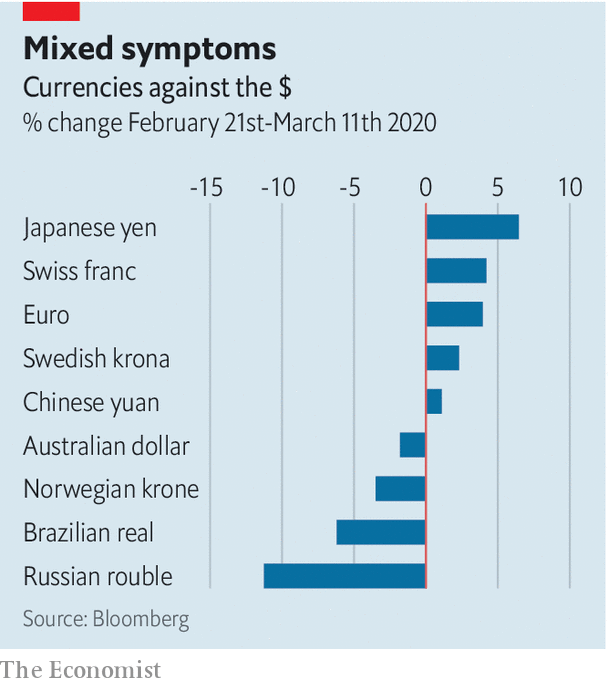 Mixed symptoms
Currencies against the $
% change February 21st-March 11th 2020
-15 -10 -5 0 5 10
Japanese yen
Swiss franc
Euro
Swedish krona
Chinese yuan
Australian dollar
Norwegian krone
Brazilian real
Russian rouble
Source: Bloomberg
The Economist